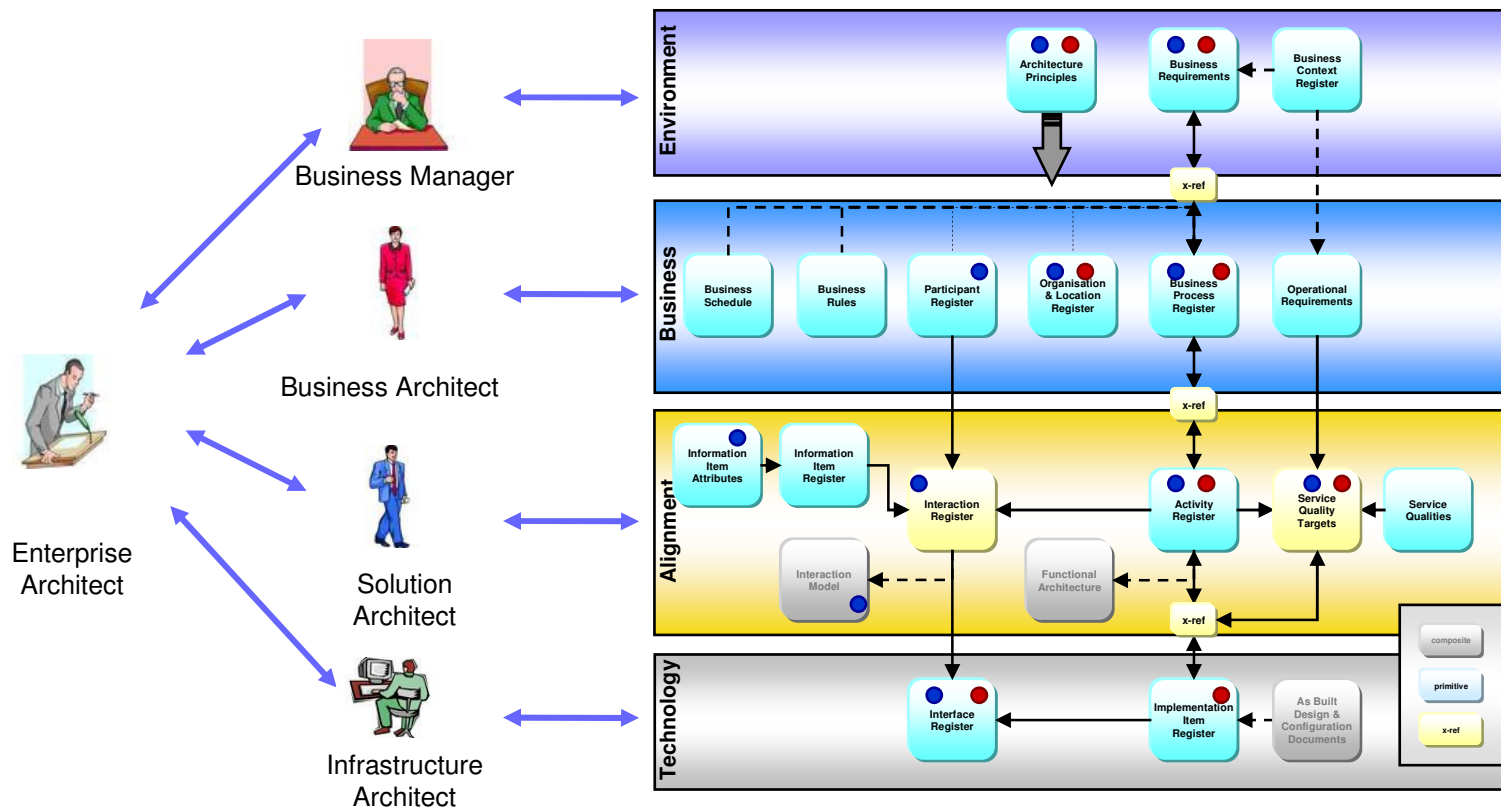 Environment
Architecture
Principles
Business
Requirements
Business
Context
Register
Business Manager
x-ref
Business
Business
Schedule
Business
Rules
Participant
Register
Organisation
& Location
Register
Business
Process
Register
Operational
Requirements
Business Architect
x-ref
Alignment
Information
Item
Attributes
Information
Item
Register
Interaction
Register
Activity
Register
Service
Quality
Targets
Service
Qualities
Enterprise
Architect
Solution
Architect
Interaction
Model
Functional
Architecture
x-ref
Technology
Interface
Register
Implementation
Item
Register
As Built
Design &
Configuration
Documents
Infrastructure
Architect
composite
primitive
x-ref